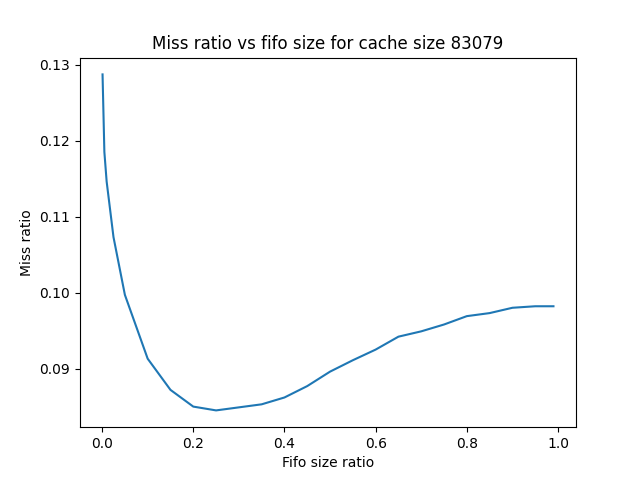 Miss ratio vs fifo size for cache size 83079
0.13
0.12
0.11
0.10
0.09
Miss ratio
0.0 0.2 0.4 0.6 0.8 1.0
Fifo size ratio